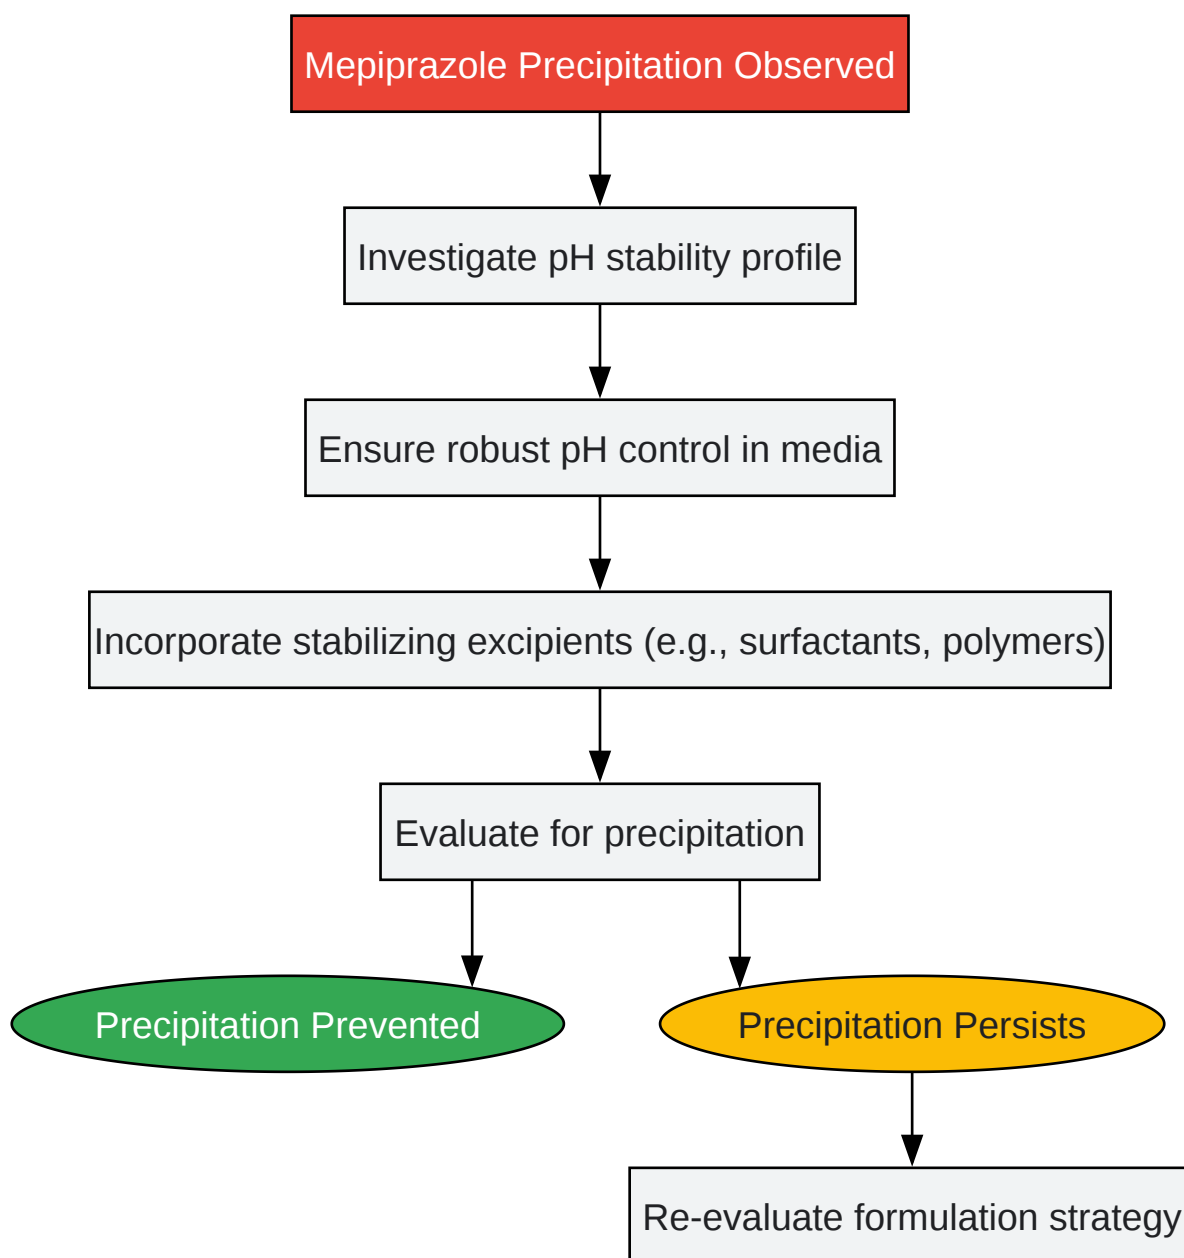 Mepiprazole Precipitation Observed
Investigate pH stability profile
Ensure robust pH control in media
Incorporate stabilizing excipients (e.g., surfactants, polymers)
Evaluate for precipitation
Precipitation Prevented
Precipitation Persists
Re-evaluate formulation strategy